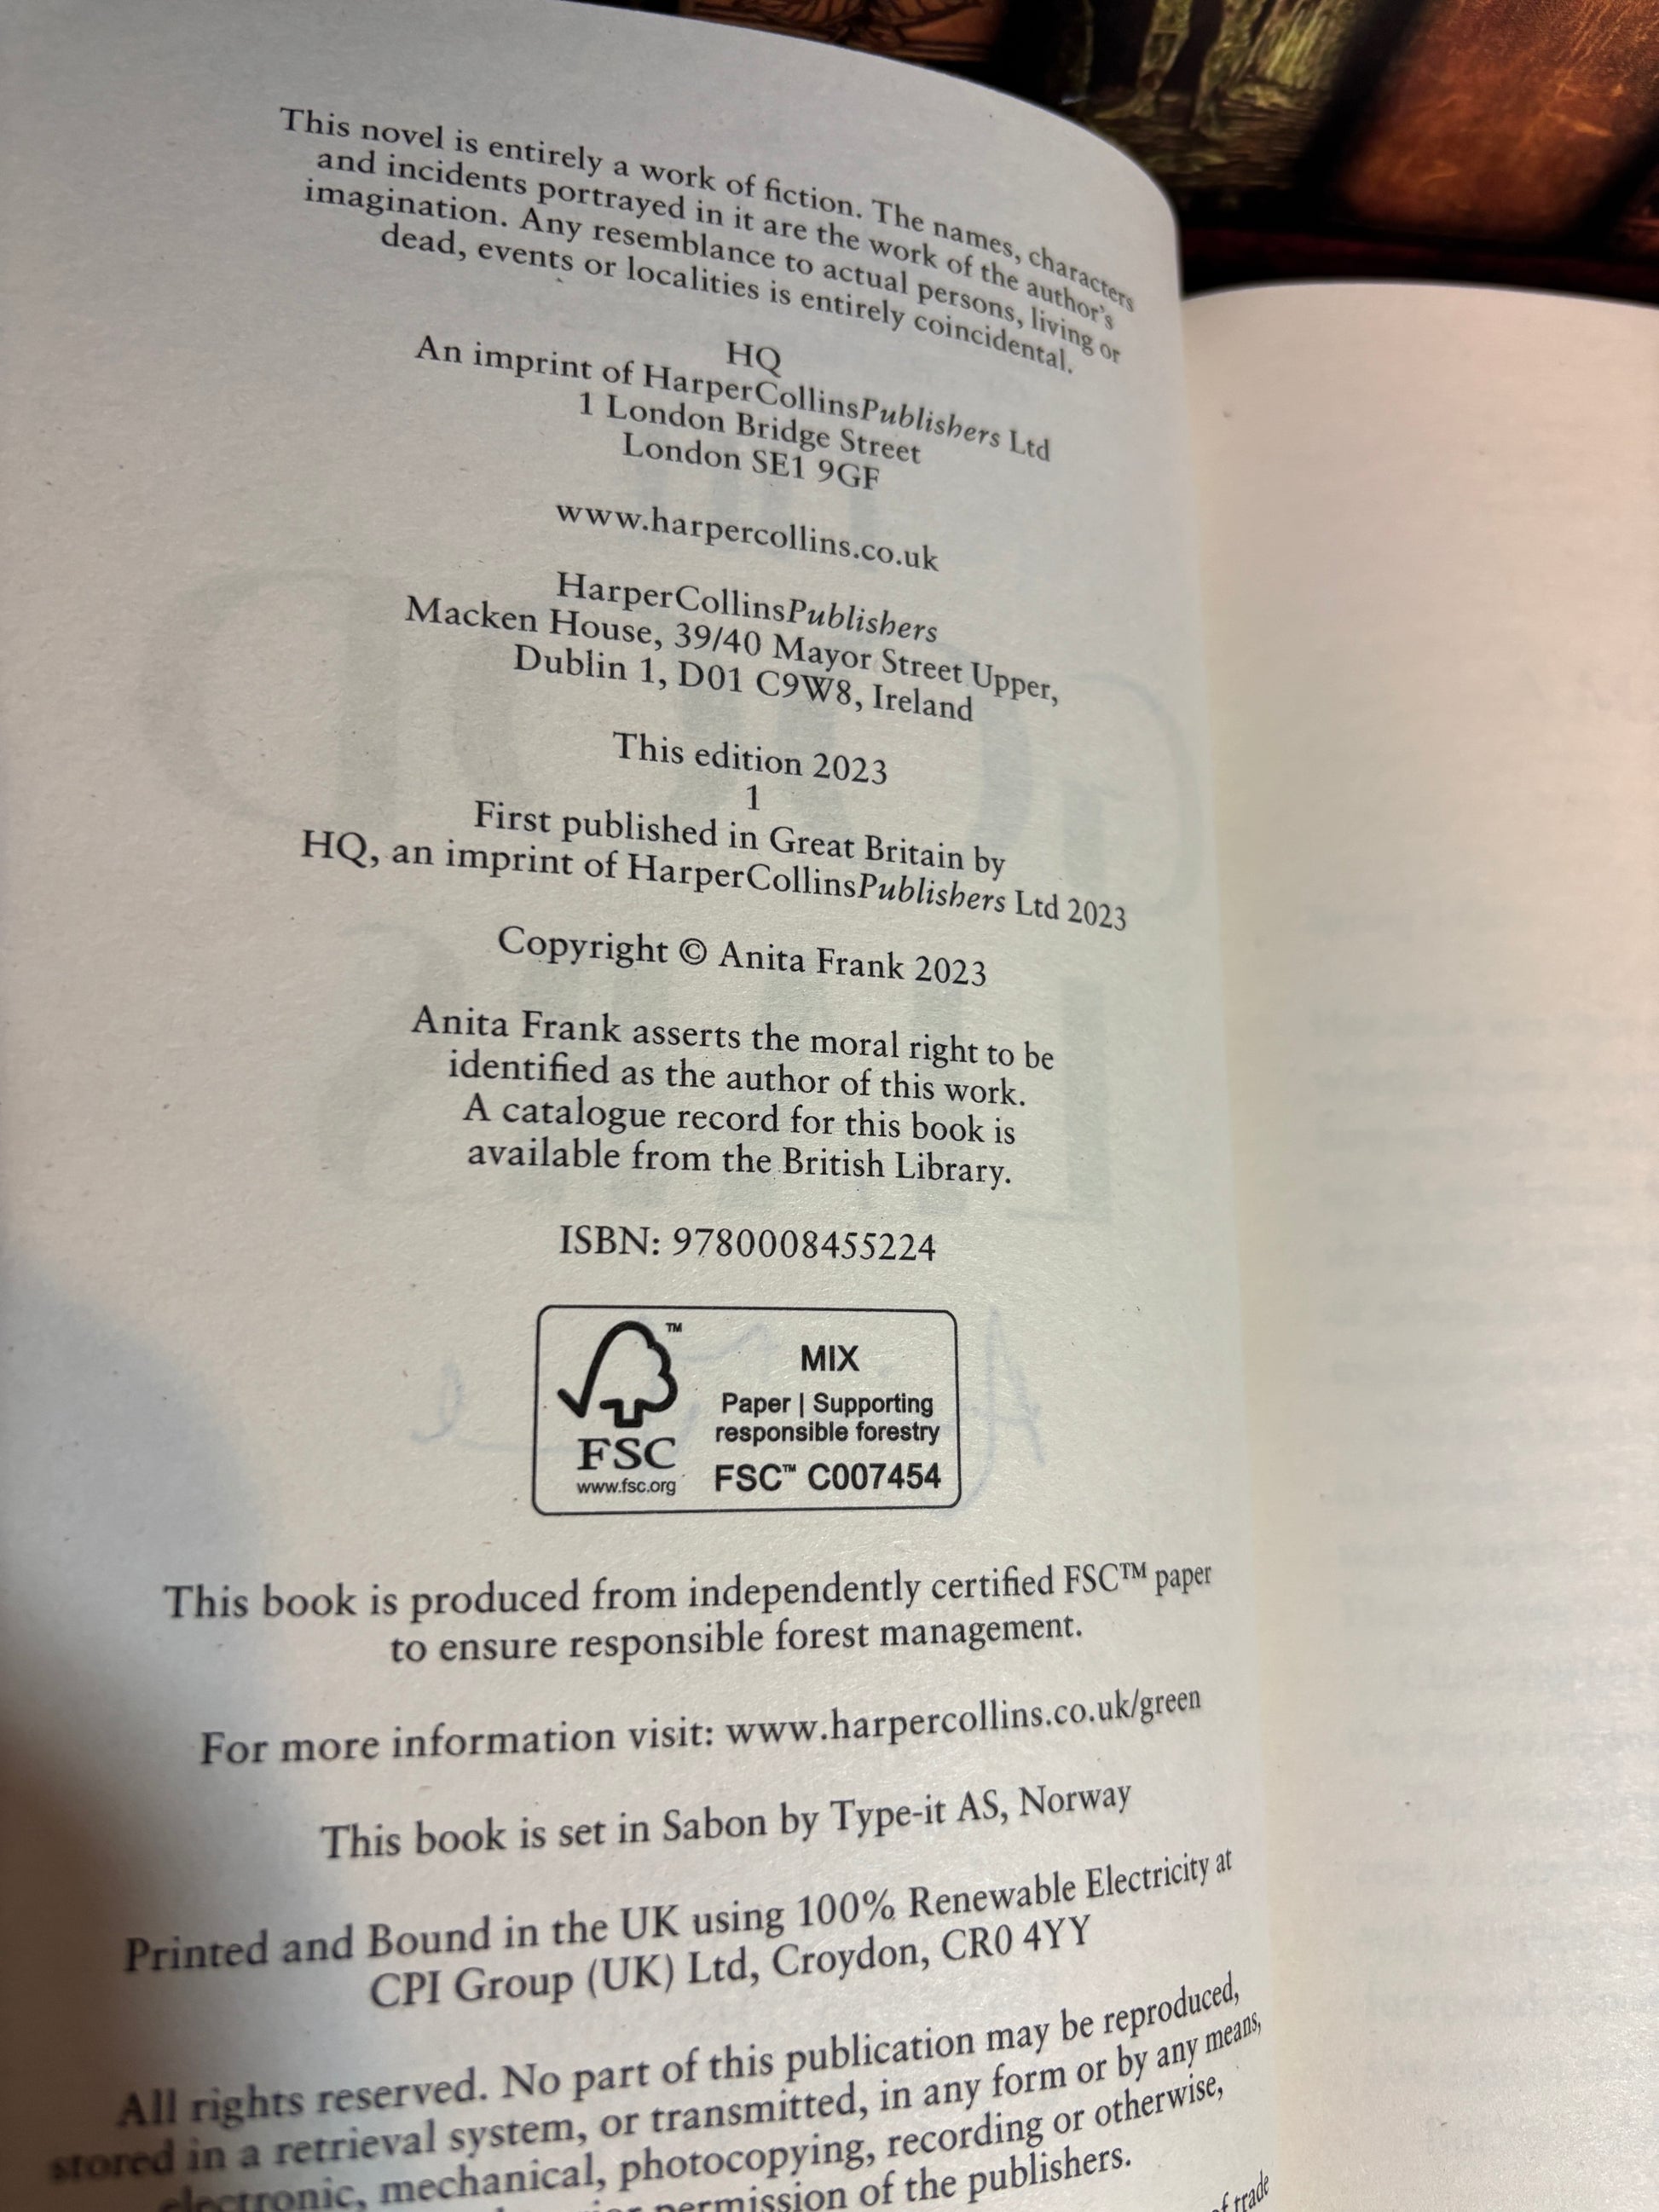 This novel is entirely a work of fiction. The names, characters
and incidents portrayed in it are the work of the author's
imagination. Any resemblance to actual persons, living or
dead, events or localities is entirely coincidental.
HQ
An imprint of HarperCollinsPublishers Ltd
1 London Bridge Street
London SE1 9GF
www.harpercollins.co.uk
HarperCollinsPublishers
Macken House, 39/40 Mayor Street Upper,
Dublin 1, D01 C9W8, Ireland
This edition 2023
1
First published in Great Britain by
HQ, an imprint of HarperCollinsPublishers Ltd 2023
Copyright © Anita Frank 2023
Anita Frank asserts the moral right to be
identified as the author of this work.
A catalogue record for this book is
available from the British Library.
ISBN: 9780008455224
™
FSC
www.fsc.org
MIX
Paper | Supporting
responsible forestry
FSC™ C007454
This book is produced from independently certified FSC™ paper
to ensure responsible forest management.
For more information visit: www.harpercollins.co.uk/green
This book is set in Sabon by Type-it AS, Norway
Printed and Bound in the UK using 100% Renewable Electricity at
CPI Group (UK) Ltd, Croydon, CR0 4YY
All rights reserved. No part of this publication may be reproduced,
stored in a retrieval system, or transmitted, in any form or by any means,
electronic, mechanical, photocopying, recording or otherwise,
permission of the publishers.
of trade